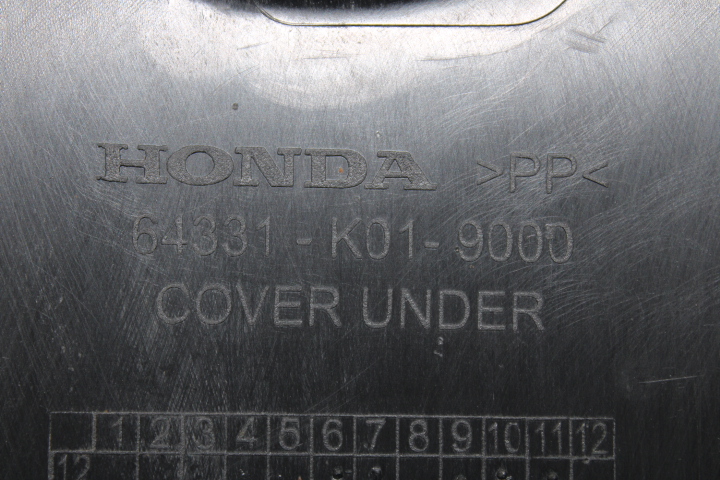 HONDA >PP<
64331-K01-9000
COVER UNDER
1 2 3 4 5 6 7 8 9 10 11 12
12